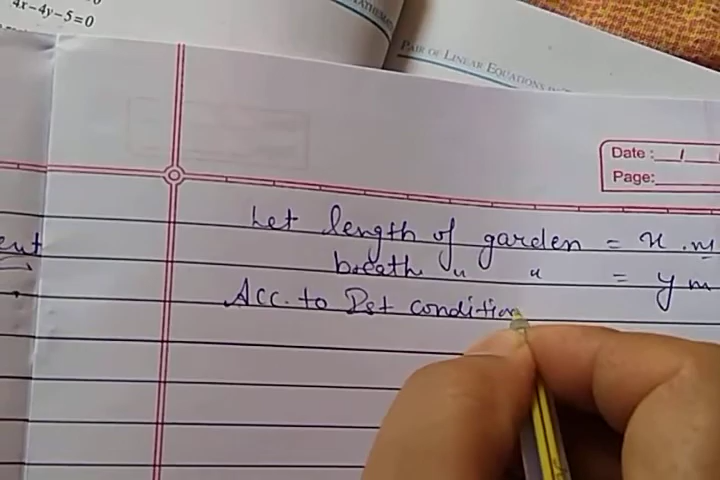 4x-4y-5=0
MATHEMA
PAIR OF LINEAR EQUATIONS
Date :
Page:
Let length of garden = x.m
breath " " = y m
Acc. to Ist condition